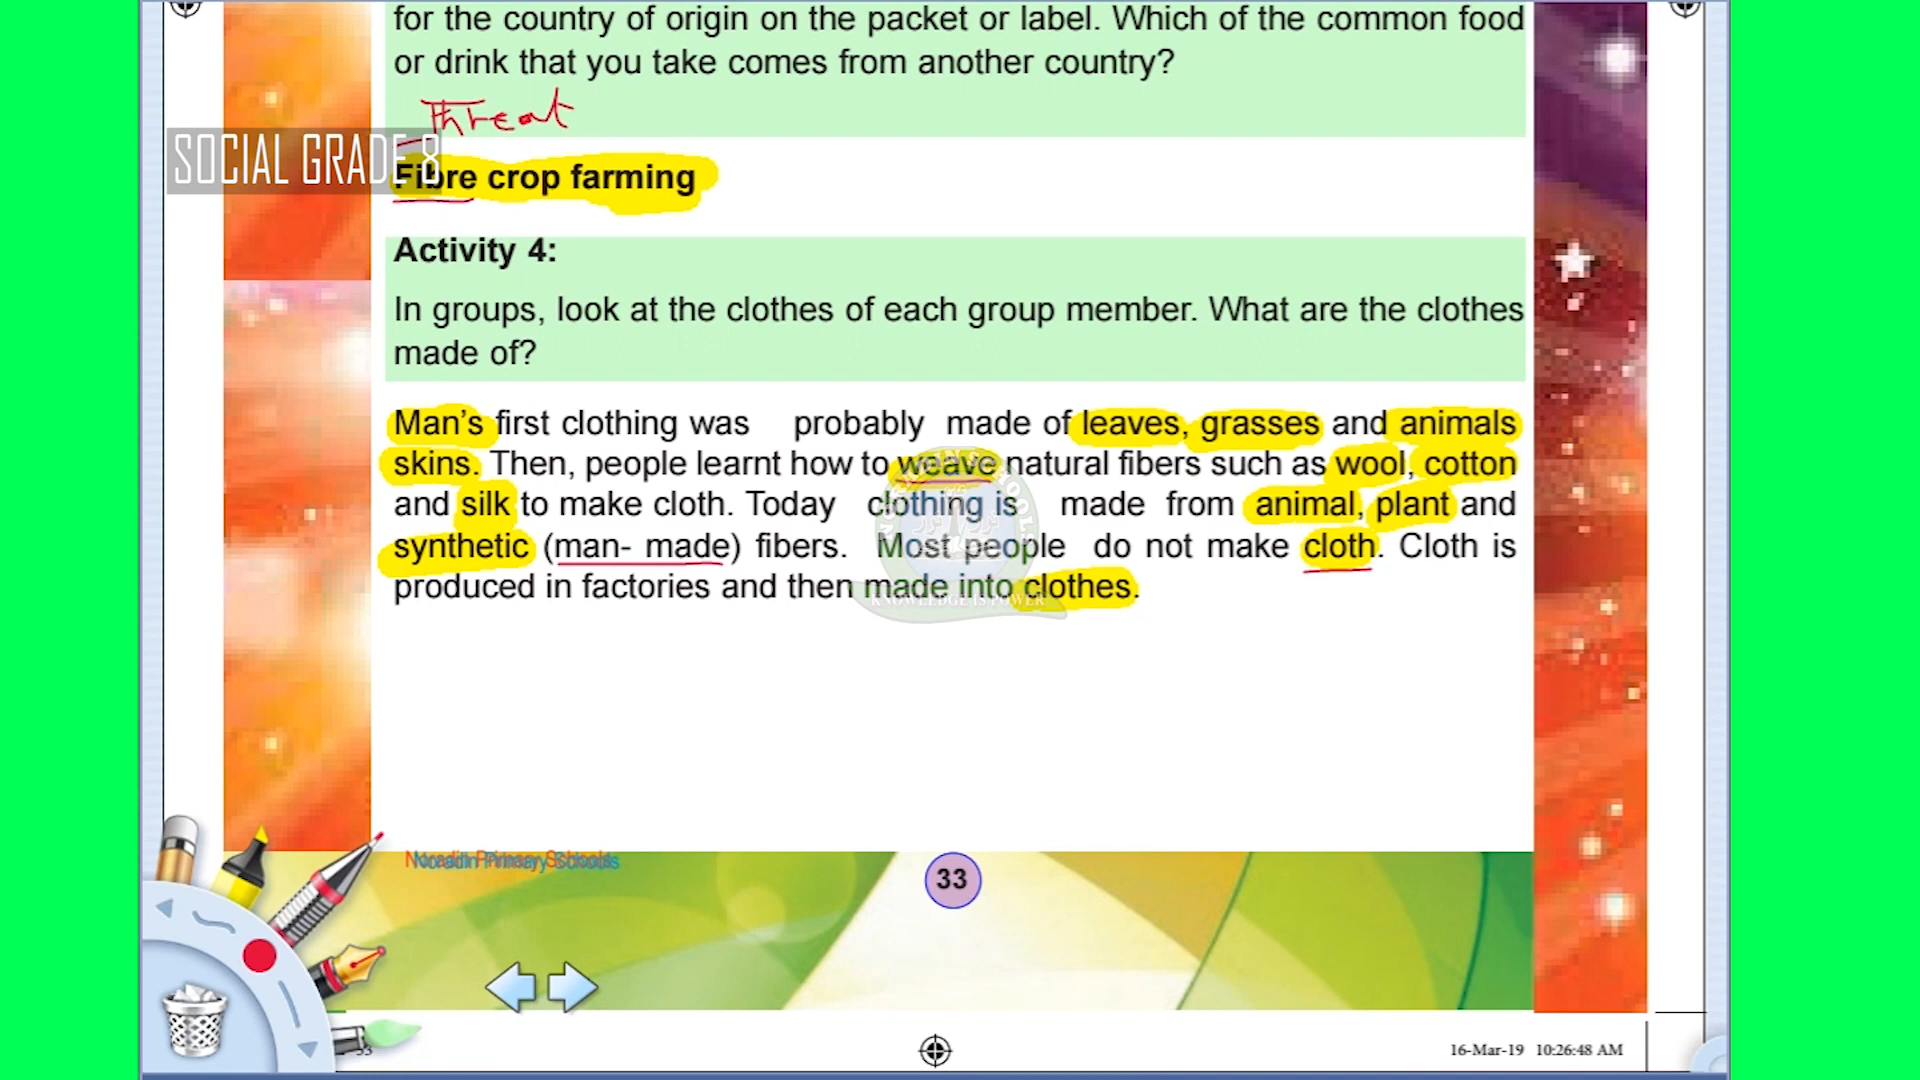 for the country of origin on the packet or label. Which of the common food
or drink that you take comes from another country?
Threat
SOCIAL GRADE 8
Fibre crop farming
Activity 4:
In groups, look at the clothes of each group member. What are the clothes
made of?
Man's first clothing was probably made of leaves, grasses and animals
skins. Then, people learnt how to weave natural fibers such as wool, cotton
and silk to make cloth. Today clothing is made from animal, plant and
synthetic (man- made) fibers. Most people do not make cloth. Cloth is
produced in factories and then made into clothes.
KNOWLEDGE IS POWER
33
33
16-Mar-19 10:26:48 AM